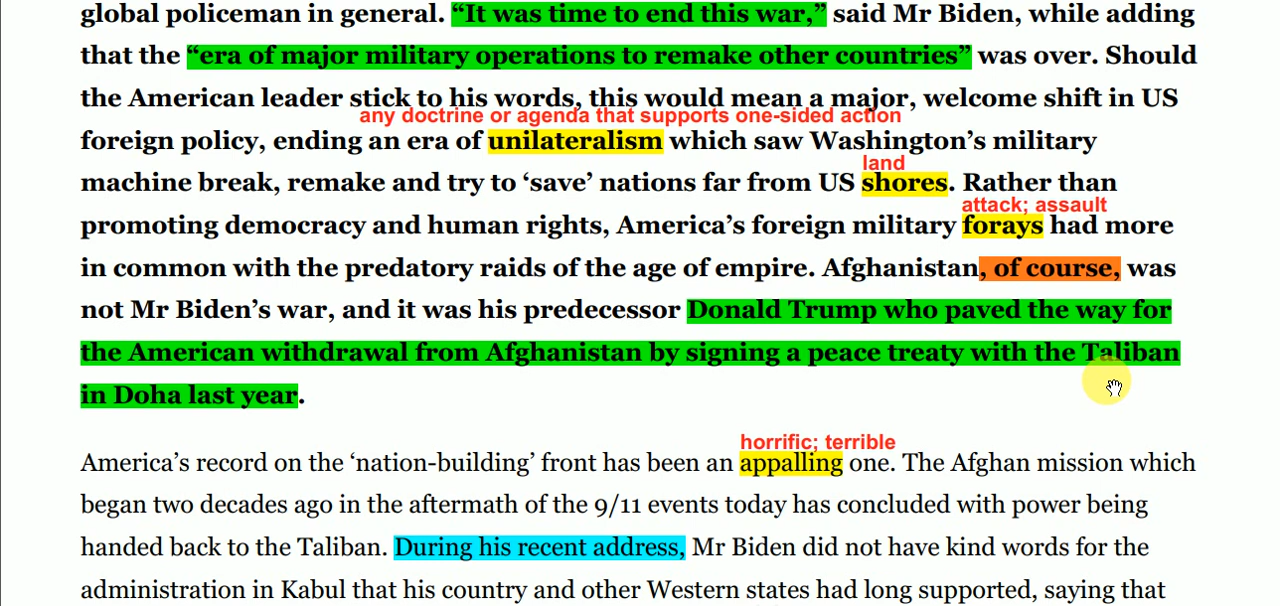 global policeman in general. “It was time to end this war,” said Mr Biden, while adding
that the “era of major military operations to remake other countries” was over. Should
the American leader stick to his words, this would mean a major, welcome shift in US
any doctrine or agenda that supports one-sided action
foreign policy, ending an era of unilateralism which saw Washington’s military
land
machine break, remake and try to ‘save’ nations far from US shores. Rather than
attack; assault
promoting democracy and human rights, America’s foreign military forays had more
in common with the predatory raids of the age of empire. Afghanistan, of course, was
not Mr Biden’s war, and it was his predecessor Donald Trump who paved the way for
the American withdrawal from Afghanistan by signing a peace treaty with the Taliban
in Doha last year.
horrific; terrible
America’s record on the ‘nation-building’ front has been an appalling one. The Afghan mission which
began two decades ago in the aftermath of the 9/11 events today has concluded with power being
handed back to the Taliban. During his recent address, Mr Biden did not have kind words for the
administration in Kabul that his country and other Western states had long supported, saying that